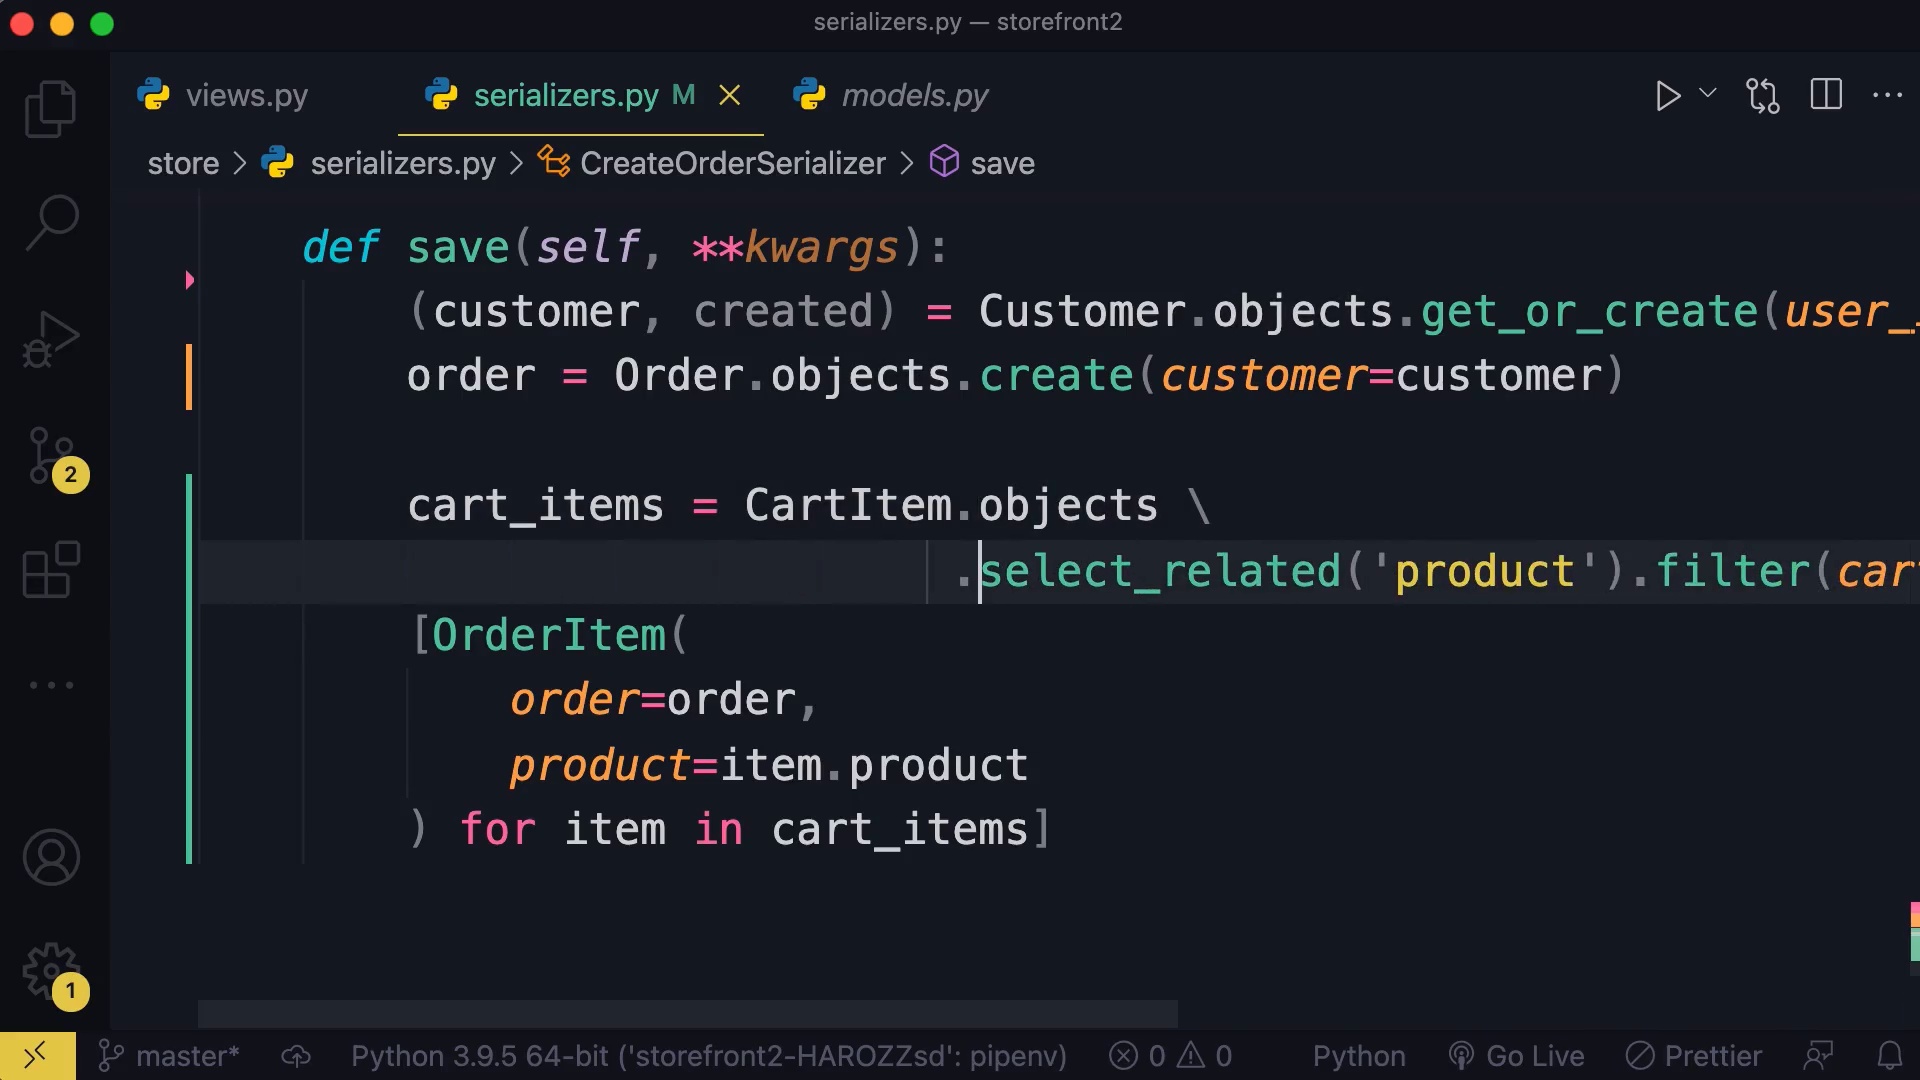 serializers.py — storefront2
views.py serializers.py M models.py
store > serializers.py > CreateOrderSerializer > save
def save(self, **kwargs):
(customer, created) = Customer.objects.get_or_create(user_
order = Order.objects.create(customer=customer)
cart_items = CartItem.objects \
.select_related('product').filter(car
[OrderItem(
order=order,
product=item.product
) for item in cart_items]
2
1
master* Python 3.9.5 64-bit ('storefront2-HAROZZsd': pipenv) 0 0 Python Go Live Prettier